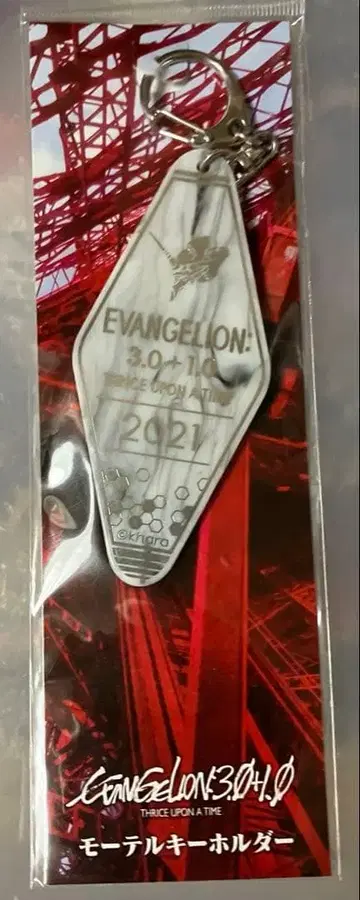 EVANGELION:
3.0+1.0
THRICE UPON A TIME
2021
©khara
EVANGELION:3.0+1.0
THRICE UPON A TIME
モーテルキーホルダー